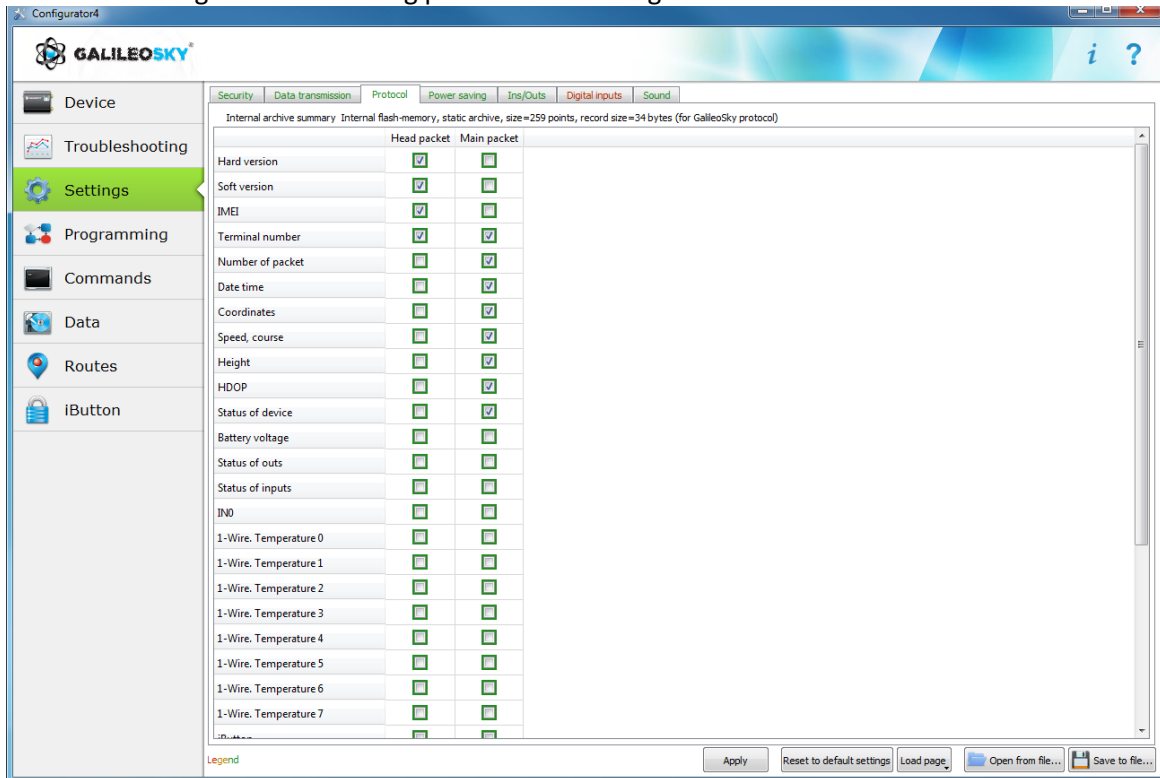 Configurator4
GALILEOSKY®
i ?
Device
Troubleshooting
Settings
Programming
Commands
Data
Routes
iButton
Security Data transmission Protocol Power saving Ins/Outs Digital inputs Sound
Internal archive summary Internal flash-memory, static archive, size=259 points, record size=34 bytes (for GalileoSky protocol)
Head packet Main packet
Hard version
Soft version
IMEI
Terminal number
Number of packet
Date time
Coordinates
Speed, course
Height
HDOP
Status of device
Battery voltage
Status of outs
Status of inputs
IN0
1-Wire. Temperature 0
1-Wire. Temperature 1
1-Wire. Temperature 2
1-Wire. Temperature 3
1-Wire. Temperature 4
1-Wire. Temperature 5
1-Wire. Temperature 6
1-Wire. Temperature 7
Legend Apply Reset to default settings Load page Open from file... Save to file...